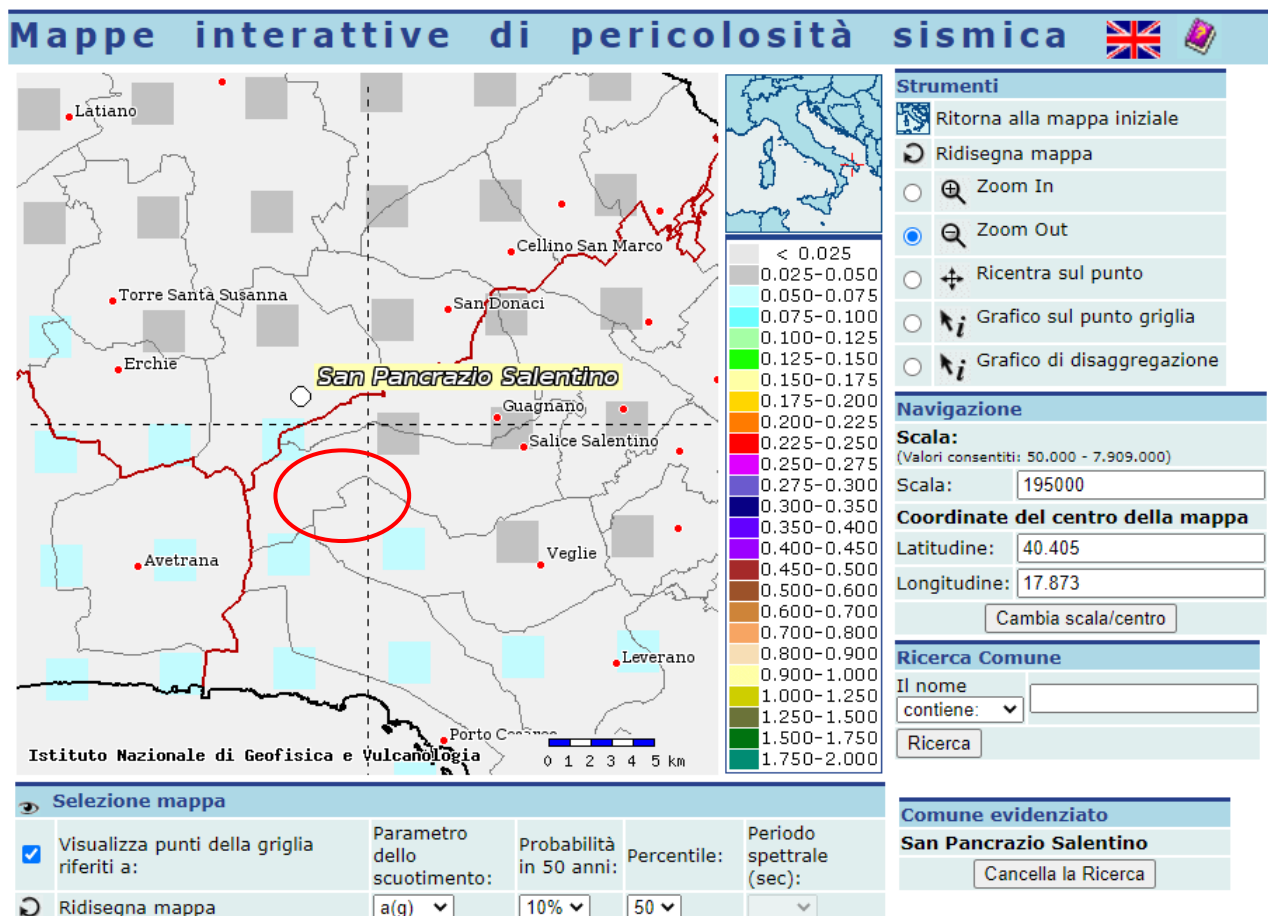 Mappe interattive di pericolosità sismica
Latiano
Cellino San Marco
Torre Santa Susanna
San Donaci
Erchie
San Pancrazio Salentino
Guagnano
Salice Salentino
Avetrana
Veglie
Leverano
Porto Cesareo
Istituto Nazionale di Geofisica e Vulcanologia
0 1 2 3 4 5 km
< 0.025
0.025-0.050
0.050-0.075
0.075-0.100
0.100-0.125
0.125-0.150
0.150-0.175
0.175-0.200
0.200-0.225
0.225-0.250
0.250-0.275
0.275-0.300
0.300-0.350
0.350-0.400
0.400-0.450
0.450-0.500
0.500-0.600
0.600-0.700
0.700-0.800
0.800-0.900
0.900-1.000
1.000-1.250
1.250-1.500
1.500-1.750
1.750-2.000
Strumenti
Ritorna alla mappa iniziale
Ridisegna mappa
Zoom In
Zoom Out
Ricentra sul punto
Grafico sul punto griglia
Grafico di disaggregazione
Navigazione
Scala:
(Valori consentiti: 50.000 - 7.909.000)
Scala: 195000
Coordinate del centro della mappa
Latitudine: 40.405
Longitudine: 17.873
Cambia scala/centro
Ricerca Comune
Il nome
contiene:
Ricerca
Selezione mappa
Visualizza punti della griglia
riferiti a:
Parametro
dello
scuotimento:
Probabilità
in 50 anni:
Percentile:
Periodo
spettrale
(sec):
Ridisegna mappa
a(g)
10%
50
Comune evidenziato
San Pancrazio Salentino
Cancella la Ricerca